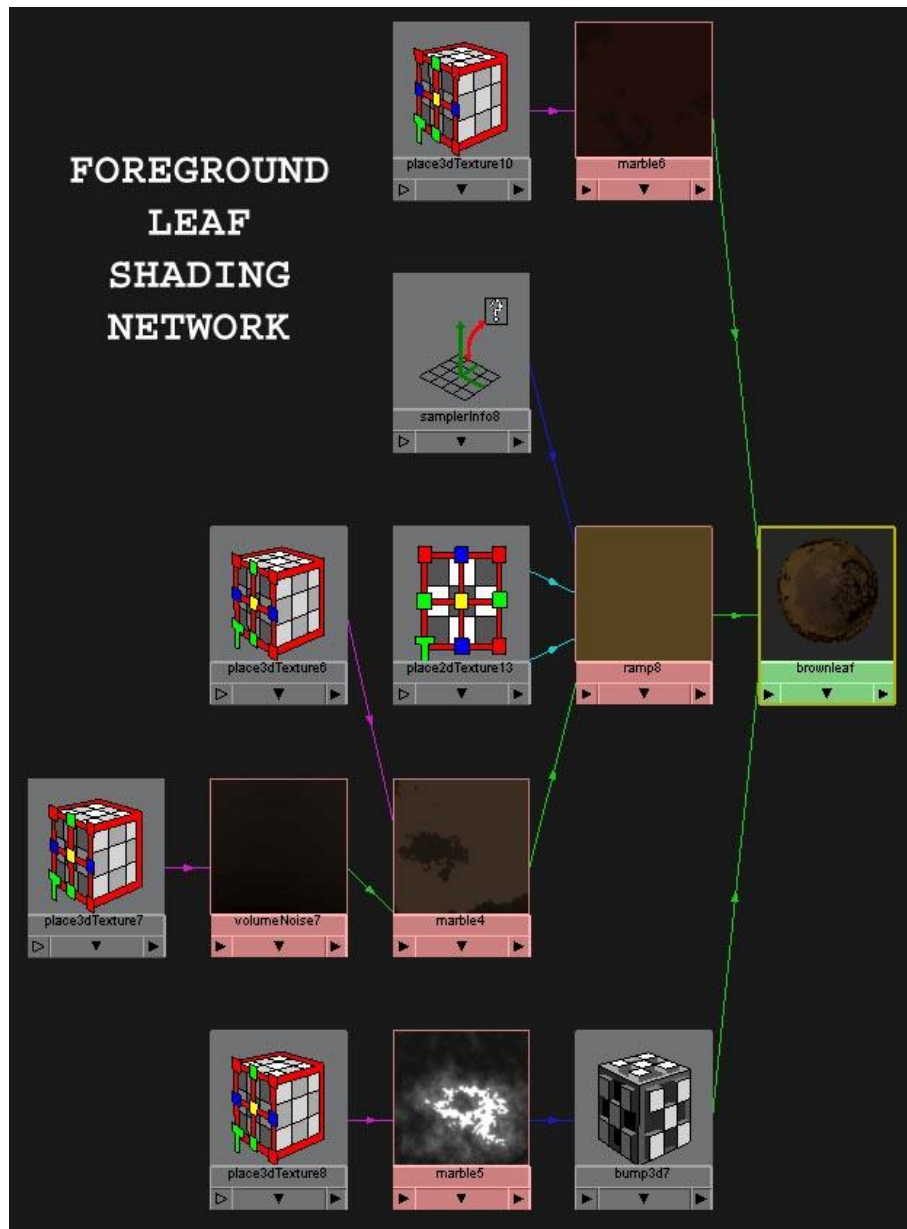 place3dTexture10
marble6
FOREGROUND
LEAF
SHADING
NETWORK
samplerInfo8
place3dTexture6
place2dTexture13
ramp8
brownleaf
place3dTexture7
volumeNoise7
marble4
place3dTexture8
marble5
bump3d7